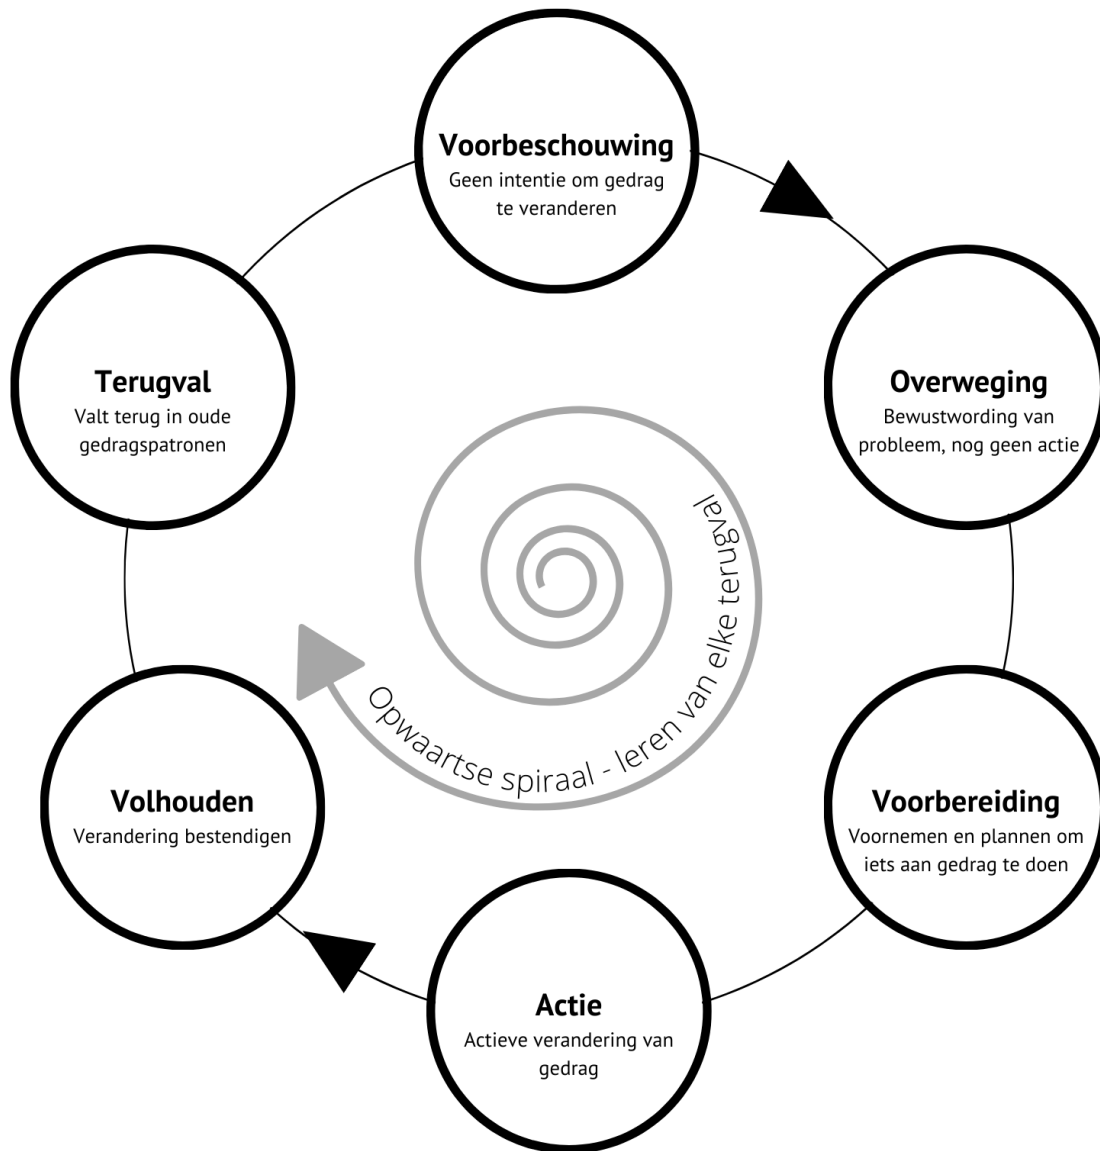 Voorbeschouwing
Geen intentie om gedrag
te veranderen
Overweging
Bewustwording van
probleem, nog geen actie
Voorbereiding
Voornemen en plannen om
iets aan gedrag te doen
Actie
Actieve verandering van
gedrag
Volhouden
Verandering bestendigen
Terugval
Valt terug in oude
gedragspatronen
Opwaartse spiraal - leren van elke terugval